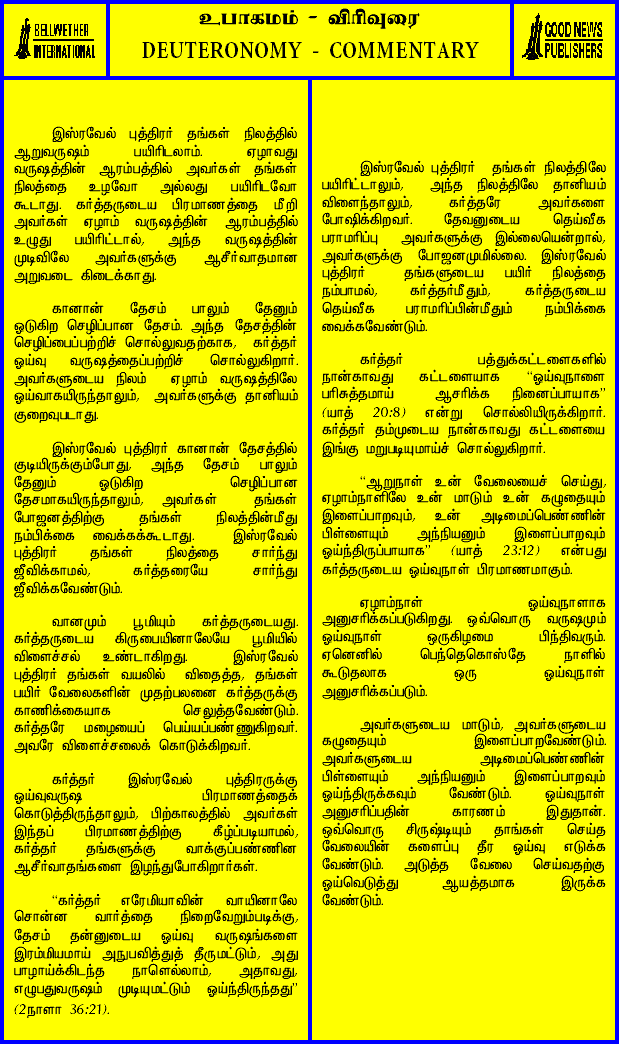 BELLWETHER
INTERNATIONAL
உபாகமம் - விரிவுரை
DEUTERONOMY - COMMENTARY
GOOD NEWS
PUBLISHERS
இஸ்ரவேல் புத்திரர் தங்கள் நிலத்தில்
ஆறுவருஷம் பயிரிடலாம். ஏழாவது
வருஷத்தின் ஆரம்பத்தில் அவர்கள் தங்கள்
நிலத்தை உழவோ அல்லது பயிரிடவோ
கூடாது. கர்த்தருடைய பிரமாணத்தை மீறி
அவர்கள் ஏழாம் வருஷத்தின் ஆரம்பத்தில்
உழுது பயிரிட்டால், அந்த வருஷத்தின்
முடிவிலே அவர்களுக்கு ஆசீர்வாதமான
அறுவடை கிடைக்காது.
கானான் தேசம் பாலும் தேனும்
ஓடுகிற செழிப்பான தேசம். அந்த தேசத்தின்
செழிப்பைப்பற்றிச் சொல்லுவதற்காக, கர்த்தர்
ஓய்வு வருஷத்தைப்பற்றிச் சொல்லுகிறார்.
அவர்களுடைய நிலம் ஏழாம் வருஷத்திலே
ஓய்வாகயிருந்தாலும், அவர்களுக்கு தானியம்
குறைவுபடாது.
இஸ்ரவேல் புத்திரர் கானான் தேசத்தில்
குடியிருக்கும்போது, அந்த தேசம் பாலும்
தேனும் ஓடுகிற செழிப்பான
தேசமாகயிருந்தாலும், அவர்கள் தங்கள்
போஜனத்திற்கு தங்கள் நிலத்தின்மீது
நம்பிக்கை வைக்கக்கூடாது. இஸ்ரவேல்
புத்திரர் தங்கள் நிலத்தை சார்ந்து
ஜீவிக்காமல், கர்த்தரையே சார்ந்து
ஜீவிக்கவேண்டும்.
வானமும் பூமியும் கர்த்தருடையது.
கர்த்தருடைய கிருபையினாலேயே பூமியில்
விளைச்சல் உண்டாகிறது. இஸ்ரவேல்
புத்திரர் தங்கள் வயலில் விதைத்த, தங்கள்
பயிர் வேலைகளின் முதற்பலனை கர்த்தருக்கு
காணிக்கையாக செலுத்தவேண்டும்.
கர்த்தரே மழையைப் பெய்யப்பண்ணுகிறவர்.
அவரே விளைச்சலைக் கொடுக்கிறவர்.
கர்த்தர் இஸ்ரவேல் புத்திரருக்கு
ஓய்வுவருஷ பிரமாணத்தைக்
கொடுத்திருந்தாலும், பிற்காலத்தில் அவர்கள்
இந்தப் பிரமாணத்திற்கு கீழ்ப்படியாமல்,
கர்த்தர் தங்களுக்கு வாக்குப்பண்ணின
ஆசீர்வாதங்களை இழந்துபோகிறார்கள்.
“கர்த்தர் எரேமியாவின் வாயினாலே
சொன்ன வார்த்தை நிறைவேறும்படிக்கு,
தேசம் தன்னுடைய ஓய்வு வருஷங்களை
இரம்மியமாய் அநுபவித்துத் தீருமட்டும், அது
பாழாய்க்கிடந்த நாளெல்லாம், அதாவது,
எழுபதுவருஷம் முடியுமட்டும் ஓய்ந்திருந்தது”
(2நாளா 36:21).
இஸ்ரவேல் புத்திரர் தங்கள் நிலத்திலே
பயிரிட்டாலும், அந்த நிலத்திலே தானியம்
விளைந்தாலும், கர்த்தரே அவர்களை
போஷிக்கிறவர். தேவனுடைய தெய்வீக
பராமரிப்பு அவர்களுக்கு இல்லையென்றால்,
அவர்களுக்கு போஜனமுமில்லை. இஸ்ரவேல்
புத்திரர் தங்களுடைய பயிர் நிலத்தை
நம்பாமல், கர்த்தர்மீதும், கர்த்தருடைய
தெய்வீக பராமரிப்பின்மீதும் நம்பிக்கை
வைக்கவேண்டும்.
கர்த்தர் பத்துக்கட்டளைகளில்
நான்காவது கட்டளையாக “ஓய்வுநாளை
பரிசுத்தமாய் ஆசரிக்க நினைப்பாயாக”
(யாத் 20:8) என்று சொல்லியிருக்கிறார்.
கர்த்தர் தம்முடைய நான்காவது கட்டளையை
இங்கு மறுபடியுமாய்ச் சொல்லுகிறார்.
“ஆறுநாள் உன் வேலையைச் செய்து,
ஏழாம்நாளிலே உன் மாடும் உன் கழுதையும்
இளைப்பாறவும், உன் அடிமைப்பெண்ணின்
பிள்ளையும் அந்நியனும் இளைப்பாறவும்
ஓய்ந்திருப்பாயாக” (யாத் 23:12) என்பது
கர்த்தருடைய ஓய்வுநாள் பிரமாணமாகும்.
ஏழாம்நாள் ஓய்வுநாளாக
அனுசரிக்கப்படுகிறது. ஒவ்வொரு வருஷமும்
ஓய்வுநாள் ஒருகிழமை பிந்திவரும்.
ஏனெனில் பெந்தெகொஸ்தே நாளில்
கூடுதலாக ஒரு ஓய்வுநாள்
அனுசரிக்கப்படும்.
அவர்களுடைய மாடும், அவர்களுடைய
கழுதையும் இளைப்பாறவேண்டும்.
அவர்களுடைய அடிமைப்பெண்ணின்
பிள்ளையும் அந்நியனும் இளைப்பாறவும்
ஓய்ந்திருக்கவும் வேண்டும். ஓய்வுநாள்
அனுசரிப்பதின் காரணம் இதுதான்.
ஒவ்வொரு சிருஷ்டியும் தாங்கள் செய்த
வேலையின் களைப்பு தீர ஓய்வு எடுக்க
வேண்டும். அடுத்த வேலை செய்வதற்கு
ஓய்வெடுத்து ஆயத்தமாக இருக்க
வேண்டும்.